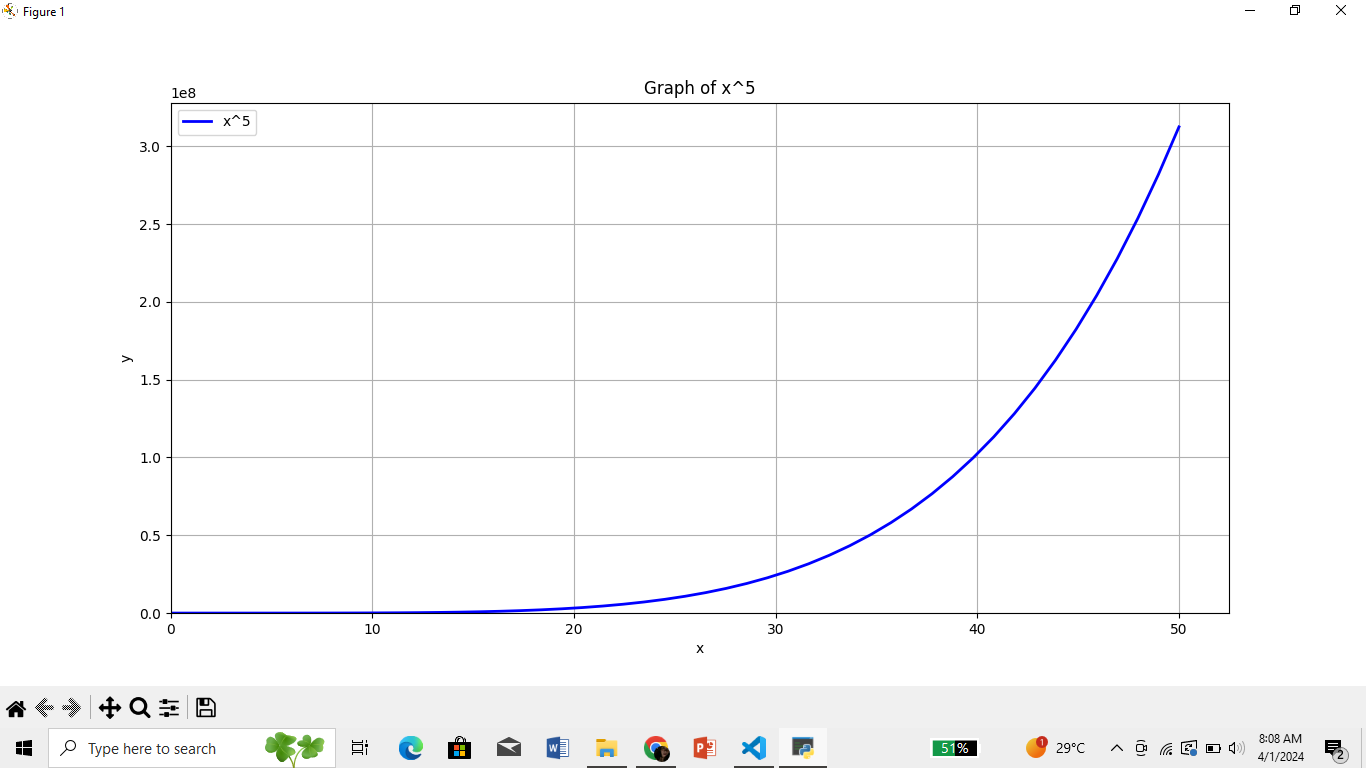 Figure 1
Graph of x^5
1e8
x^5
3.0
2.5
2.0
1.5
1.0
0.5
0.0
y
0 10 20 30 40 50
x
Type here to search
51%
1
29°C
8:08 AM
4/1/2024
2